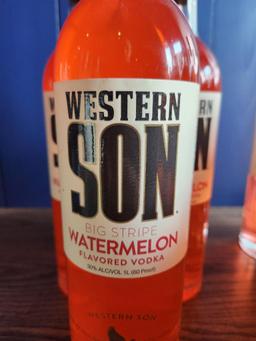 WESTERN
SON
BIG STRIPE
WATERMELON
FLAVORED VODKA
30% ALC/VOL 1L (60 Proof)
WESTERN SON